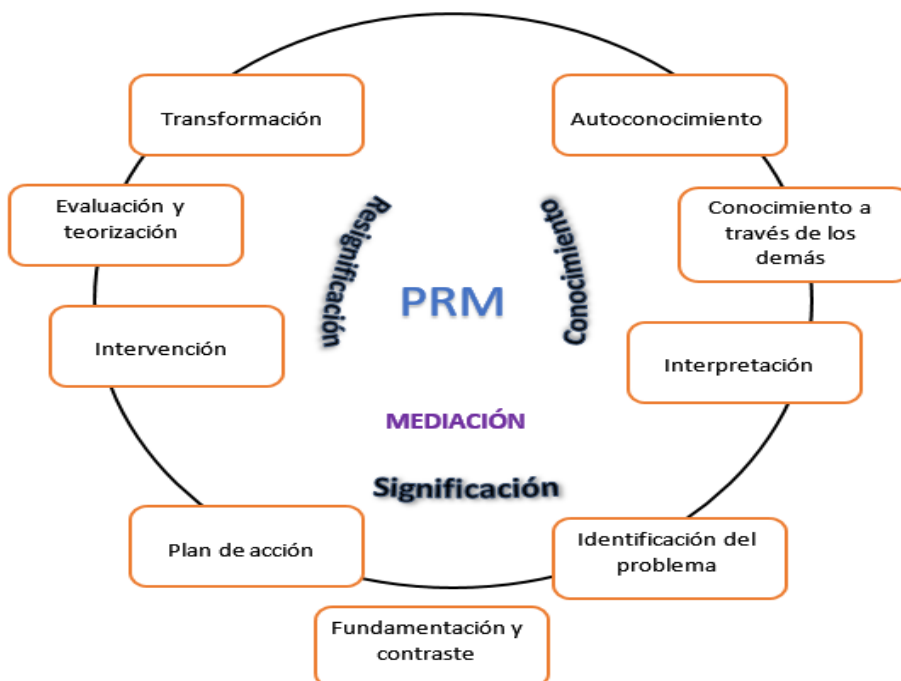 Transformación
Autoconocimiento
Evaluación y
teorización
Conocimiento a
través de los
demás
Resignificación
Conocimiento
PRM
Intervención
Interpretación
MEDIACIÓN
Significación
Plan de acción
Identificación del
problema
Fundamentación y
contraste